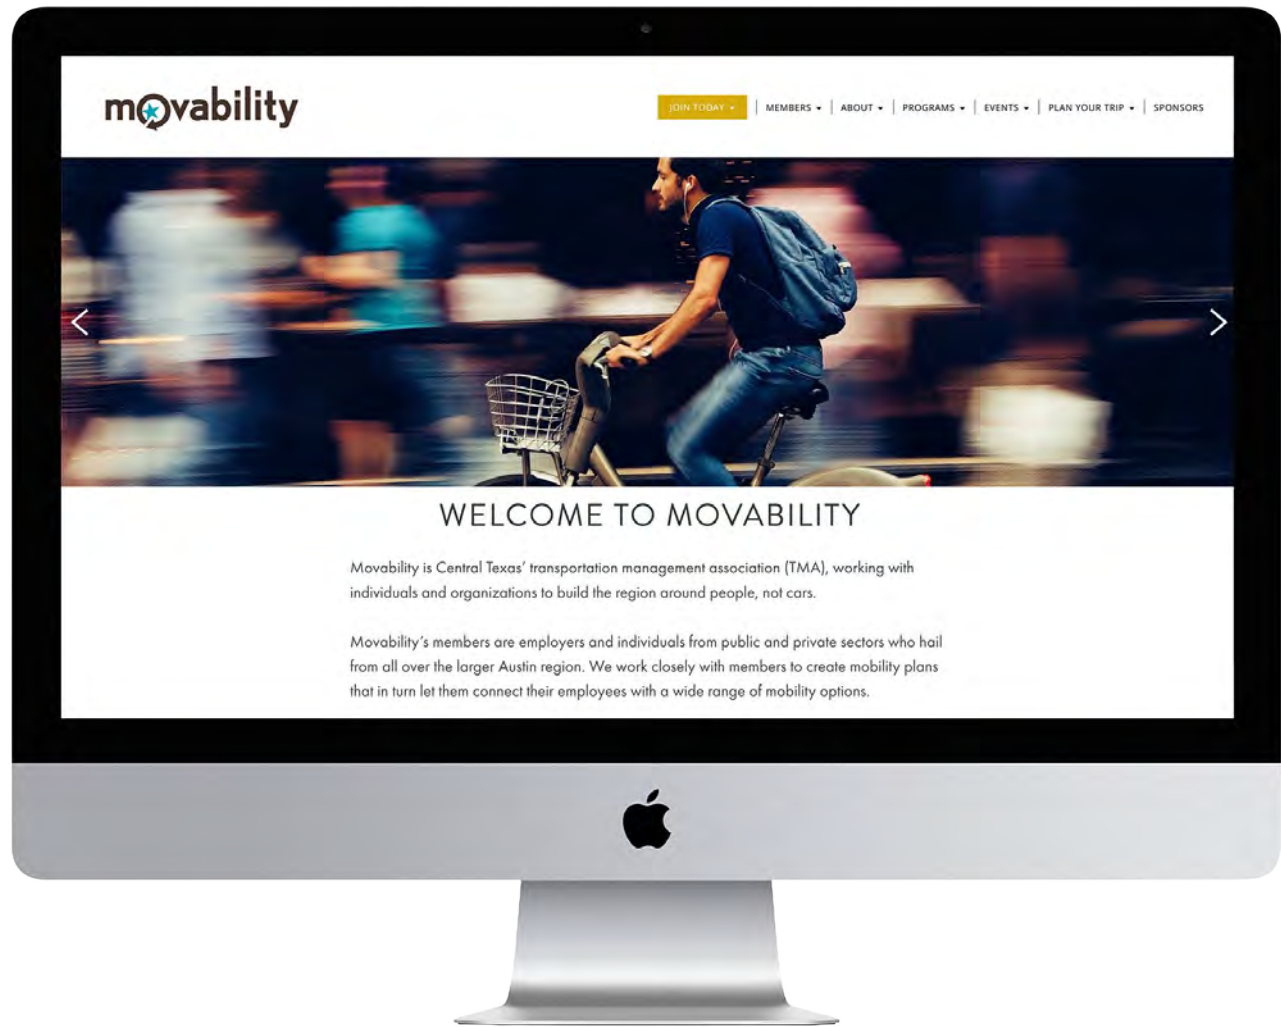 movability
JOIN TODAY
MEMBERS
ABOUT
PROGRAMS
EVENTS
PLAN YOUR TRIP
SPONSORS
WELCOME TO MOVABILITY
Movability is Central Texas' transportation management association (TMA), working with
individuals and organizations to build the region around people, not cars.
Movability's members are employers and individuals from public and private sectors who hail
from all over the larger Austin region. We work closely with members to create mobility plans
that in turn let them connect their employees with a wide range of mobility options.